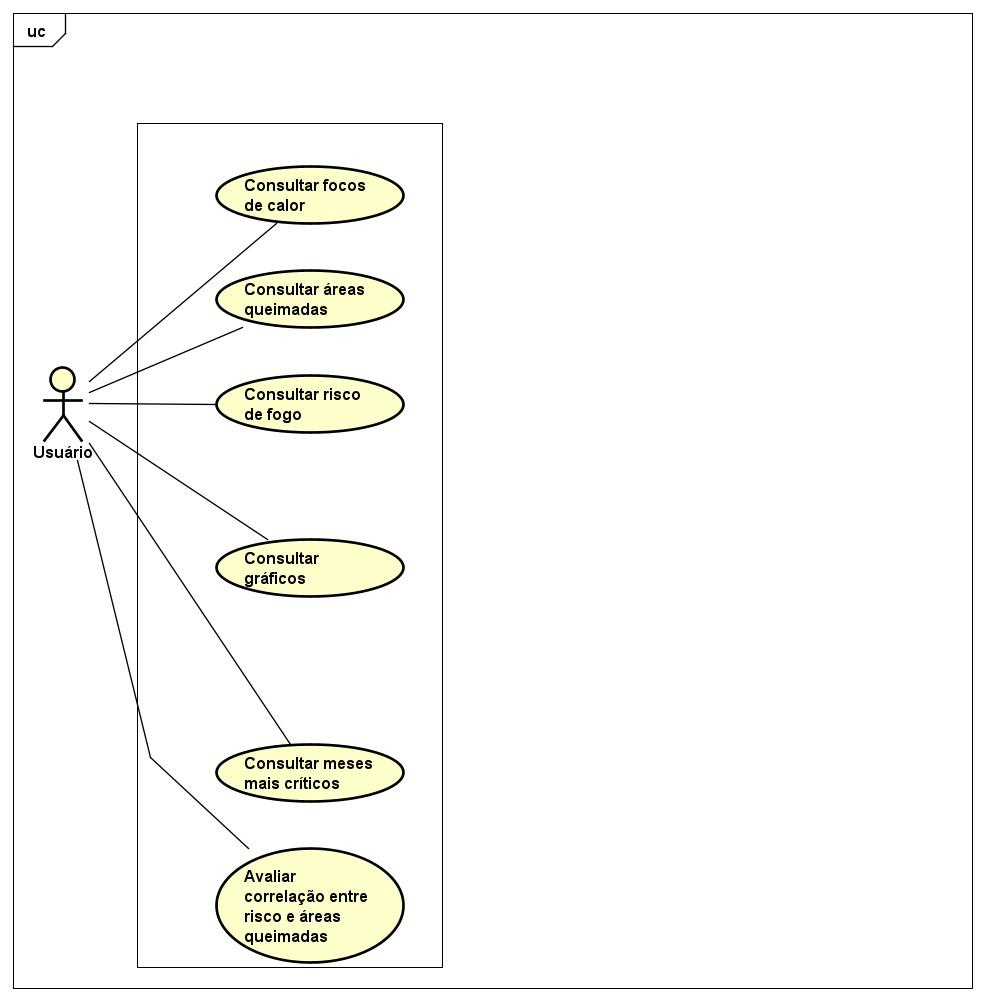 uc
Consultar focos
de calor
Consultar áreas
queimadas
Consultar risco
de fogo
Usuário
Consultar
gráficos
Consultar meses
mais críticos
Avaliar
correlação entre
risco e áreas
queimadas